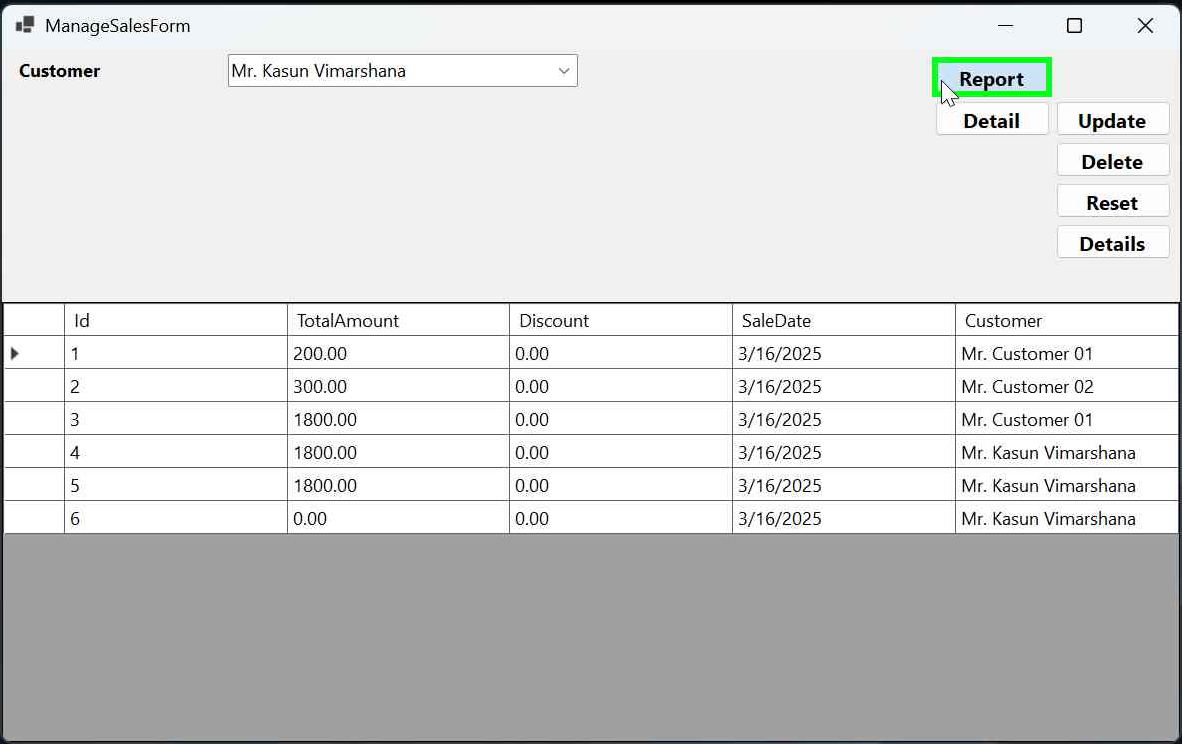 ManageSalesForm
Customer Mr. Kasun Vimarshana Report
Detail Update
Delete
Reset
Details
Id TotalAmount Discount SaleDate Customer
1 200.00 0.00 3/16/2025 Mr. Customer 01
2 300.00 0.00 3/16/2025 Mr. Customer 02
3 1800.00 0.00 3/16/2025 Mr. Customer 01
4 1800.00 0.00 3/16/2025 Mr. Kasun Vimarshana
5 1800.00 0.00 3/16/2025 Mr. Kasun Vimarshana
6 0.00 0.00 3/16/2025 Mr. Kasun Vimarshana